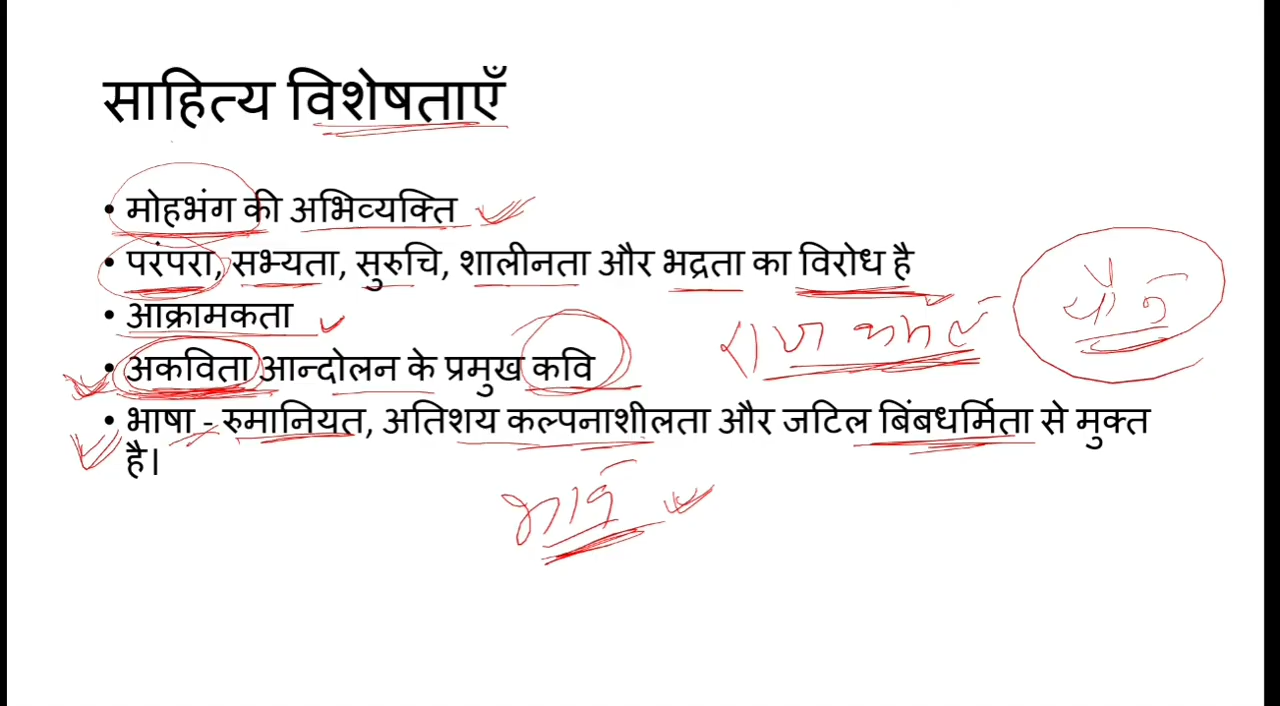 साहित्य विशेषताएँ
• मोहभंग की अभिव्यक्ति
• परंपरा, सभ्यता, सुरुचि, शालीनता और भद्रता का विरोध है
• आक्रामकता
• अकविता आन्दोलन के प्रमुख कवि
राजकमल
यौन
• भाषा - रुमानियत, अतिशय कल्पनाशीलता और जटिल बिंबधर्मिता से मुक्त
है।